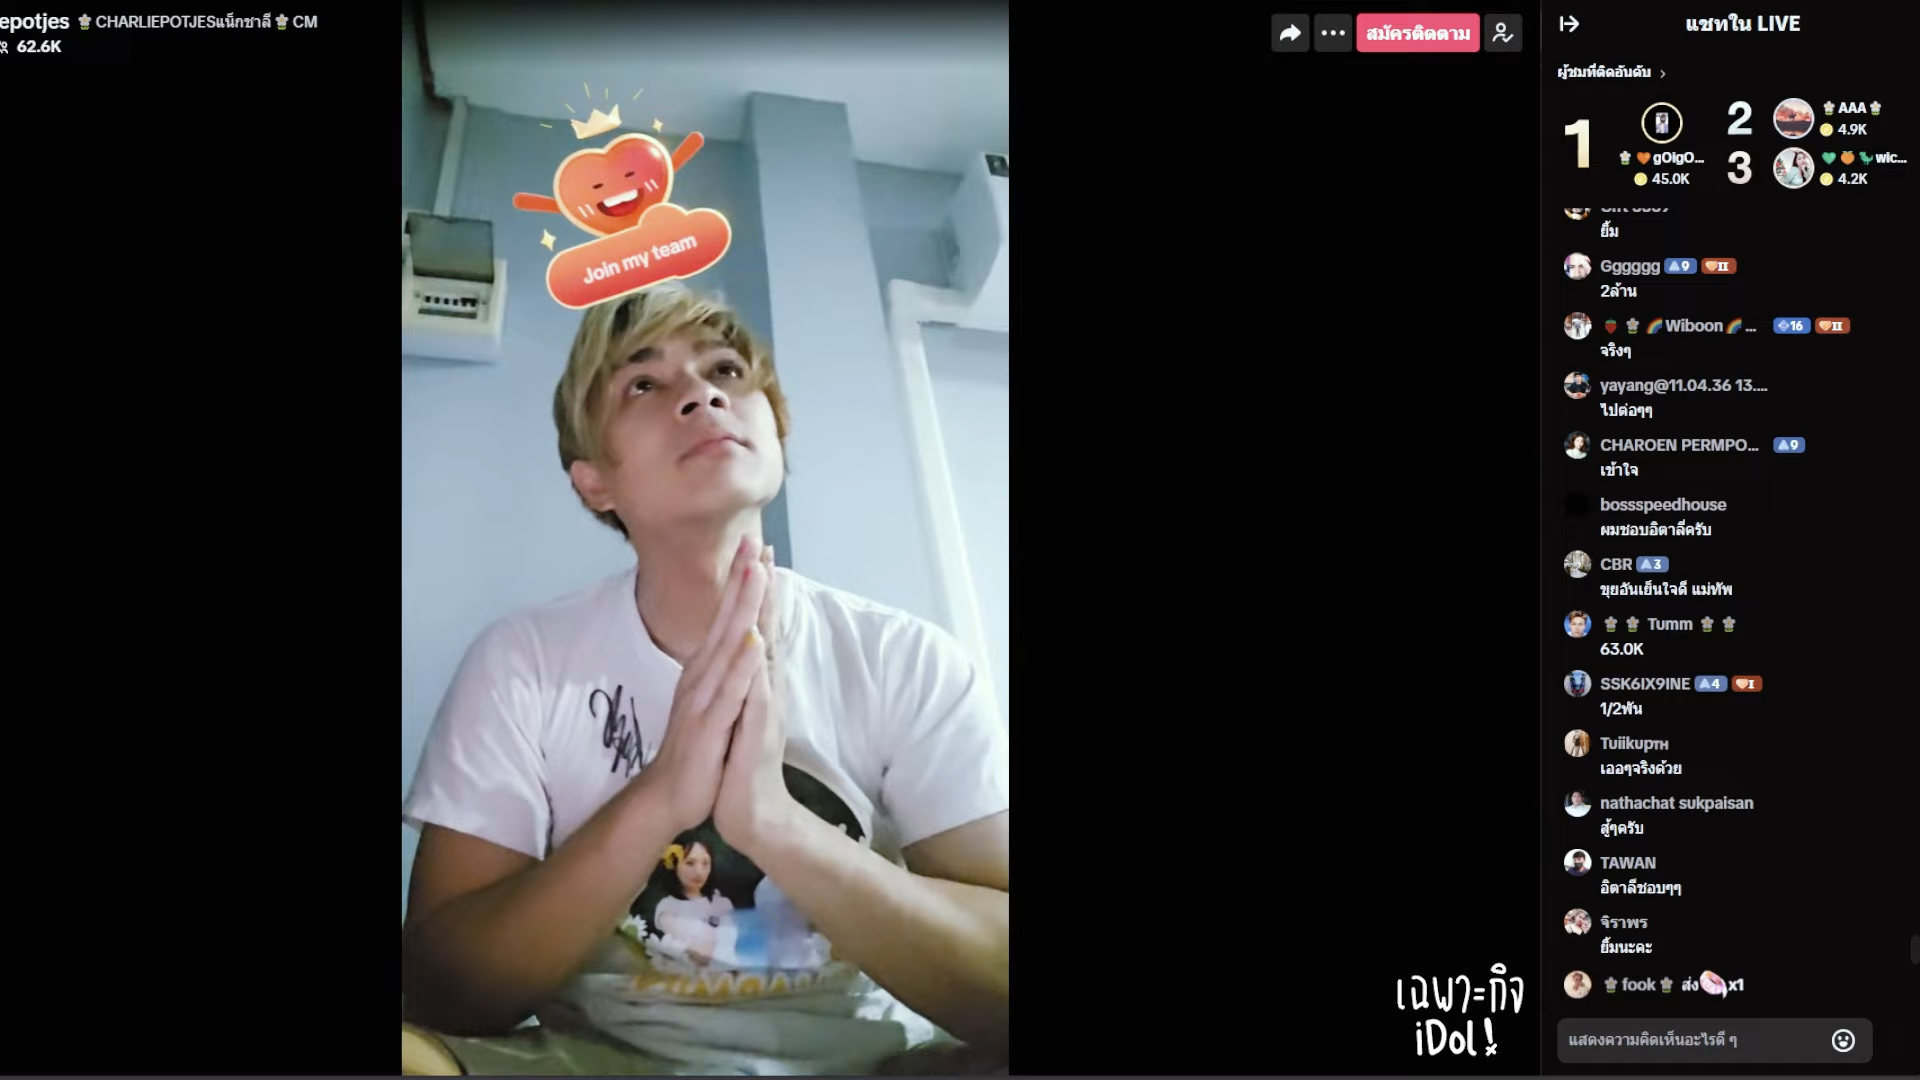 epotjes CHARLIEPOTJESแน็กชาลี CM
62.6K
Join my team
เฉพาะกิจ
iDol!
สมัครติดตาม
แชทใน LIVE
ผู้ชมที่ติดอันดับ
1
gOigO...
45.0K
2
AAA
4.9K
3
wic...
4.2K
ยิ้ม
Gggggg 9 II
2ล้าน
Wiboon ... 16 II
จริงๆ
yayang@11.04.36 13....
ไปต่อๆๆ
CHAROEN PERMPO... 9
เข้าใจ
bossspeedhouse
ผมชอบอิตาลี่ครับ
CBR 3
ขุยอันเย็นใจดี แม่ทัพ
Tumm
63.0K
SSK6IX9INE 4 I
1/2พัน
TuiikupTH
เออๆจริงด้วย
nathachat sukpaisan
สู้ๆครับ
TAWAN
อิตาลีชอบๆๆ
จิราพร
ยิ้มนะคะ
fook ส่ง x1
แสดงความคิดเห็นอะไรดี ๆ